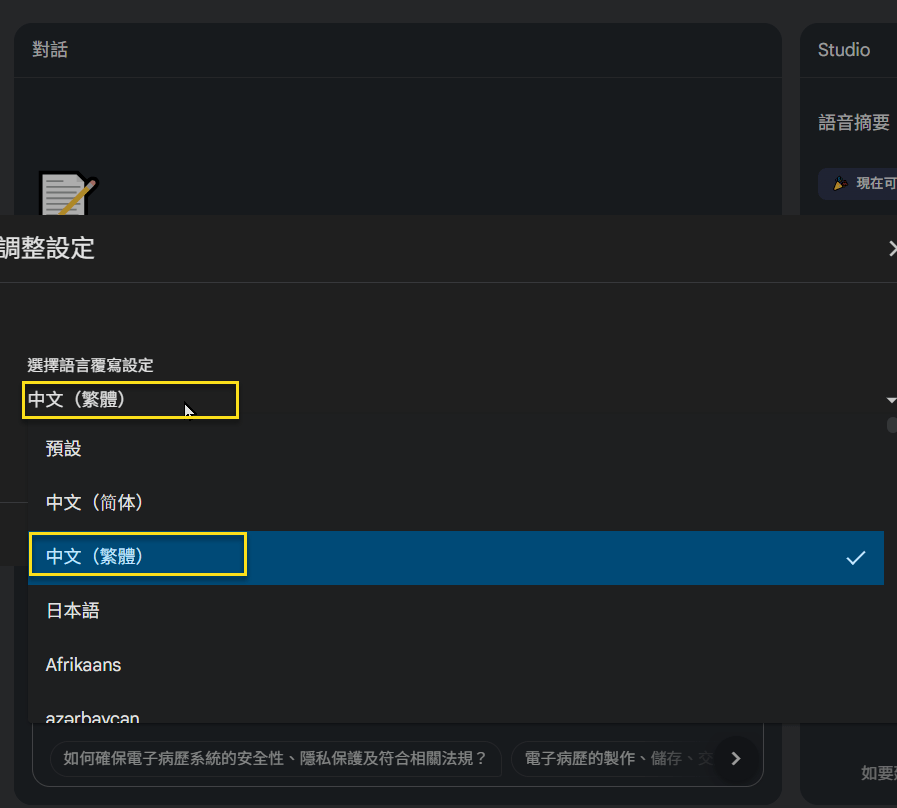 對話
Studio
語音摘要
現在可
調整設定
選擇語言覆寫設定
中文（繁體）
預設
中文（简体）
中文（繁體）
日本語
Afrikaans
azərbaycan
如何確保電子病歷系統的安全性、隱私保護及符合相關法規？
電子病歷的製作、儲存、交
如要